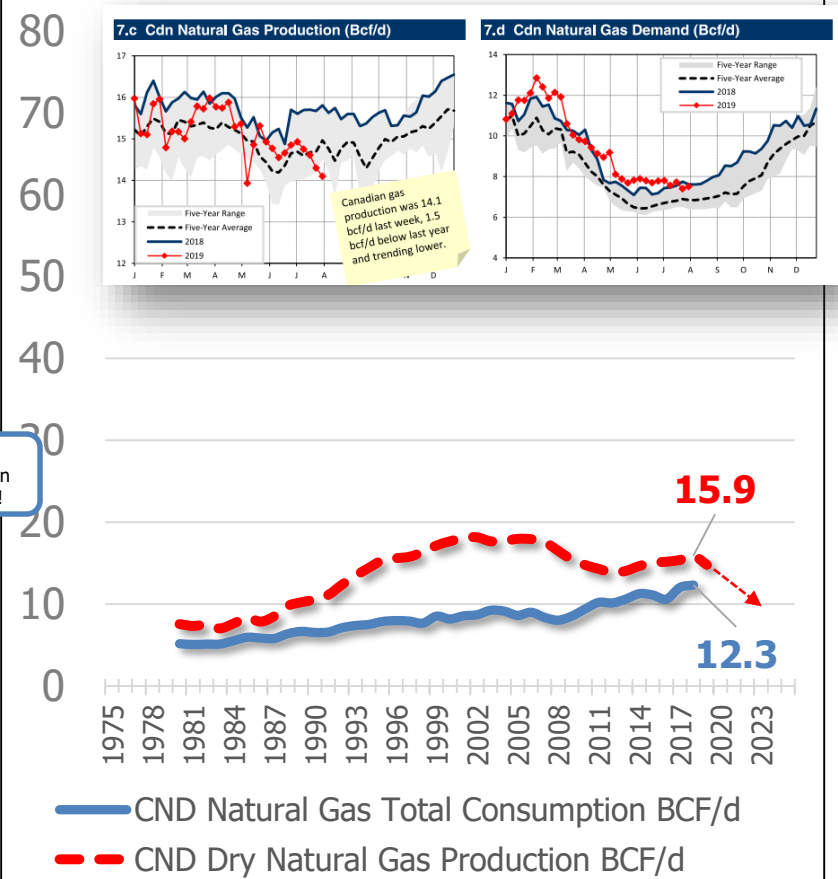 80
70
60
50
40
30
20
10
0
7.c Cdn Natural Gas Production (Bcf/d)
17
16
15
14
13
12
Five-Year Range
Five-Year Average
2018
2019
J F M A M J J A
D
Canadian gas
production was 14.1
bcf/d last week, 1.5
bcf/d below last year
and trending lower.
7.d Cdn Natural Gas Demand (Bcf/d)
14
12
10
8
6
4
Five-Year Range
Five-Year Average
2018
2019
J F M A M J J A S O N D
n
!
15.9
12.3
1975
1978
1981
1984
1987
1990
1993
1996
1999
2002
2005
2008
2011
2014
2017
2020
2023
CND Natural Gas Total Consumption BCF/d
CND Dry Natural Gas Production BCF/d